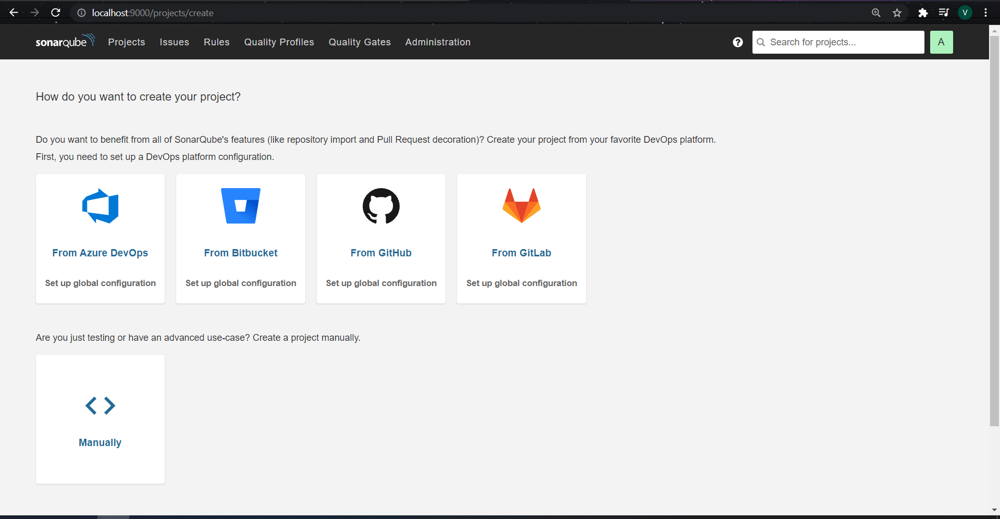 localhost:9000/projects/create
V
sonarqube Projects Issues Rules Quality Profiles Quality Gates Administration ? Search for projects... A
How do you want to create your project?
Do you want to benefit from all of SonarQube's features (like repository import and Pull Request decoration)? Create your project from your favorite DevOps platform.
First, you need to set up a DevOps platform configuration.
From Azure DevOps From Bitbucket From GitHub From GitLab
Set up global configuration Set up global configuration Set up global configuration Set up global configuration
Are you just testing or have an advanced use-case? Create a project manually.
Manually